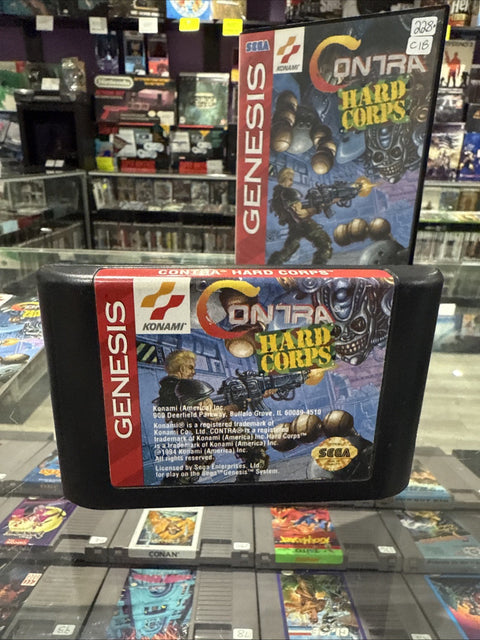 228-
C18
SEGA
KONAMI
CONTRA
HARD
CORPS
GENESIS
Nintendo
CONTRA HARD CORPS
GENESIS
KONAMI
CONTRA
HARD
CORPS
Konami (America) Inc.
909 Deerfield Parkway, Buffalo Grove, IL 60089-4510
Konami® is a registered trademark of
Konami Co., Ltd. CONTRA® is a registered
trademark of Konami (America) Inc. Hard Corps™
is a trademark of Konami (America) Inc.
©1994 Konami (America) Inc.
All rights reserved.
Licensed by Sega Enterprises, Ltd.
for play on the Sega™ Genesis™ System.
SEGA
CONAN